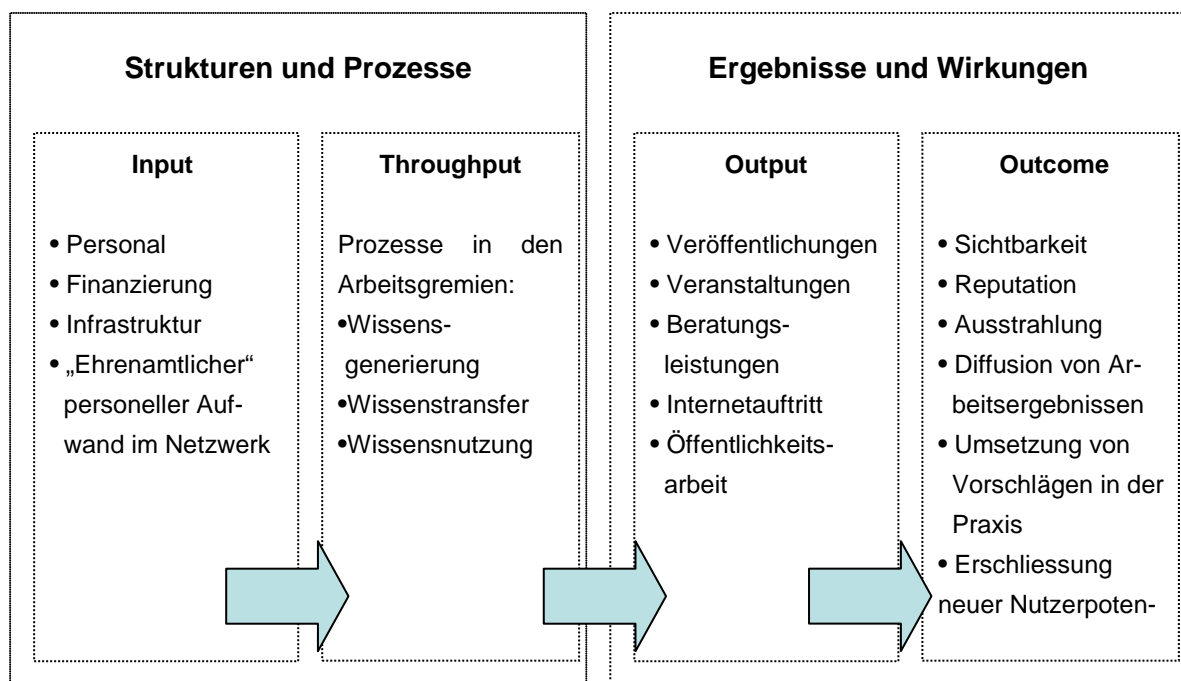 Strukturen und Prozesse
Input
• Personal
• Finanzierung
• Infrastruktur
• „Ehrenamtlicher“
personeller Auf-
wand im Netzwerk
Throughput
Prozesse in den
Arbeitsgremien:
•Wissens-
generierung
•Wissenstransfer
•Wissensnutzung
Ergebnisse und Wirkungen
Output
• Veröffentlichungen
• Veranstaltungen
• Beratungs-
leistungen
• Internetauftritt
• Öffentlichkeits-
arbeit
Outcome
• Sichtbarkeit
• Reputation
• Ausstrahlung
• Diffusion von Ar-
beitsergebnissen
• Umsetzung von
Vorschlägen in der
Praxis
• Erschliessung
neuer Nutzerpoten-